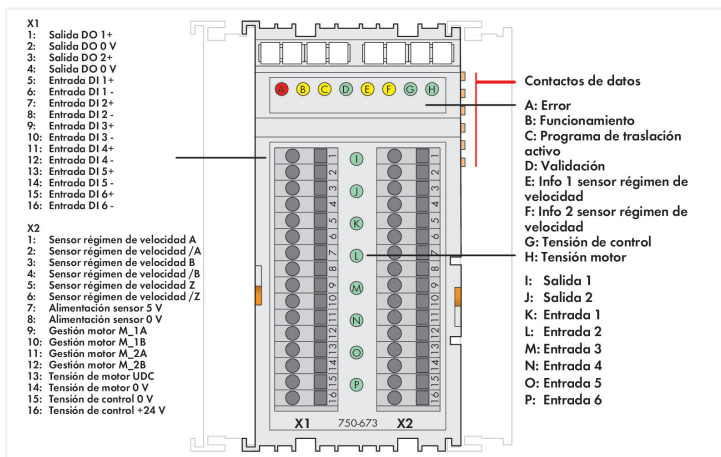 X1
1: Salida DO 1+
2: Salida DO 0 V
3: Salida DO 2+
4: Salida DO 0 V
5: Entrada DI 1+
6: Entrada DI 1 -
7: Entrada DI 2+
8: Entrada DI 2 -
9: Entrada DI 3+
10: Entrada DI 3 -
11: Entrada DI 4+
12: Entrada DI 4 -
13: Entrada DI 5+
14: Entrada DI 5 -
15: Entrada DI 6+
16: Entrada DI 6 -
X2
1: Sensor régimen de velocidad A
2: Sensor régimen de velocidad /A
3: Sensor régimen de velocidad B
4: Sensor régimen de velocidad /B
5: Sensor régimen de velocidad Z
6: Sensor régimen de velocidad /Z
7: Alimentación sensor 5 V
8: Alimentación sensor 0 V
9: Gestión motor M_1A
10: Gestión motor M_1B
11: Gestión motor M_2A
12: Gestión motor M_2B
13: Tensión de motor UDC
14: Tensión de motor 0 V
15: Tensión de control 0 V
16: Tensión de control +24 V
A B C D E F G H
1 I 1
2 2
3 J 3
4 4
5 K 5
6 6
7 L 7
8 8
9 M 9
10 10
11 N 11
12 12
13 O 13
14 14
15 P 15
16 16
X1 750-673 X2
Contactos de datos
A: Error
B: Funcionamiento
C: Programa de traslación
activo
D: Validación
E: Info 1 sensor régimen de
velocidad
F: Info 2 sensor régimen de
velocidad
G: Tensión de control
H: Tensión motor
I: Salida 1
J: Salida 2
K: Entrada 1
L: Entrada 2
M: Entrada 3
N: Entrada 4
O: Entrada 5
P: Entrada 6